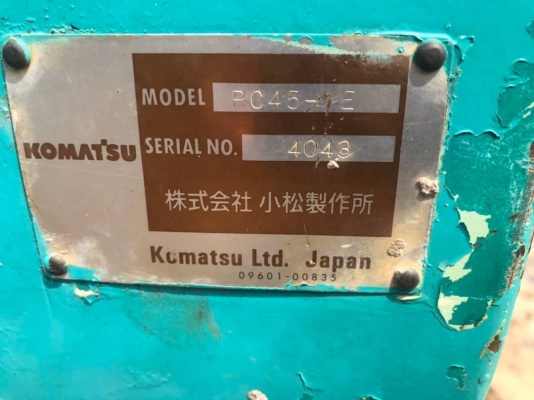 MODEL PC45-1E
KOMATSU SERIAL NO. 4043
株式会社 小松製作所
Komatsu Ltd. Japan
09601-00835